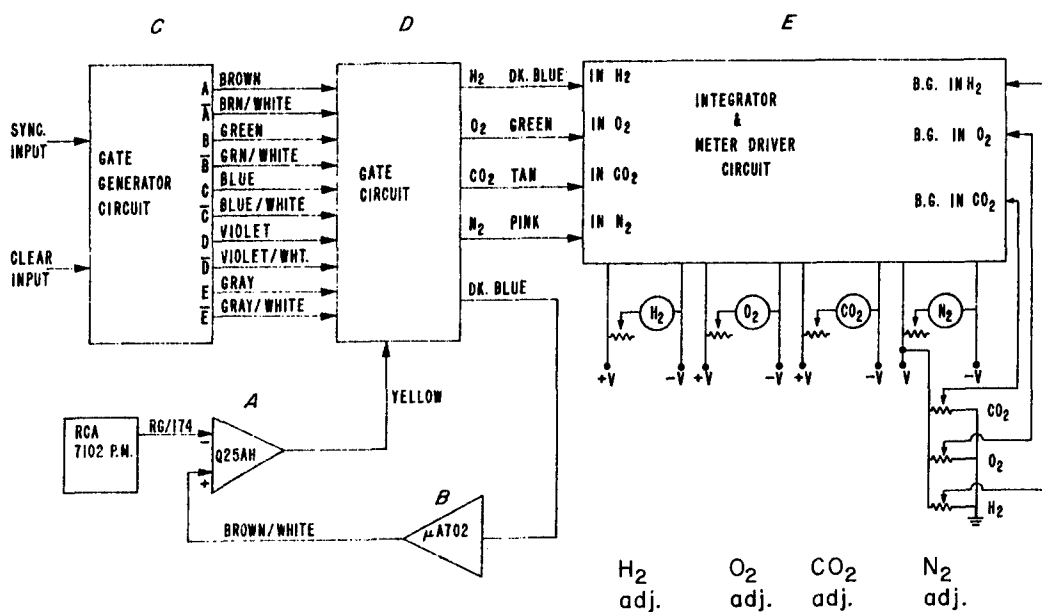 C
D
E
SYNC.
INPUT
CLEAR
INPUT
GATE
GENERATOR
CIRCUIT
A BROWN
A̅ BRN/WHITE
B GREEN
B̅ GRN/WHITE
C BLUE
C̅ BLUE/WHITE
D VIOLET
D̅ VIOLET/WHT.
E GRAY
E̅ GRAY/WHITE
GATE
CIRCUIT
H₂ DK. BLUE
O₂ GREEN
CO₂ TAN
N₂ PINK
DK. BLUE
YELLOW
IN H₂
IN O₂
IN CO₂
IN N₂
INTEGRATOR
&
METER DRIVER
CIRCUIT
B.G. IN H₂
B.G. IN O₂
B.G. IN CO₂
H₂
O₂
CO₂
N₂
+V -V +V -V +V -V V -V
CO₂
O₂
H₂
A
RCA
7102 P.M.
RG/174
-
Q25AH
+
B
μA702
BROWN/WHITE
H₂
adj.
O₂
adj.
CO₂
adj.
N₂
adj.